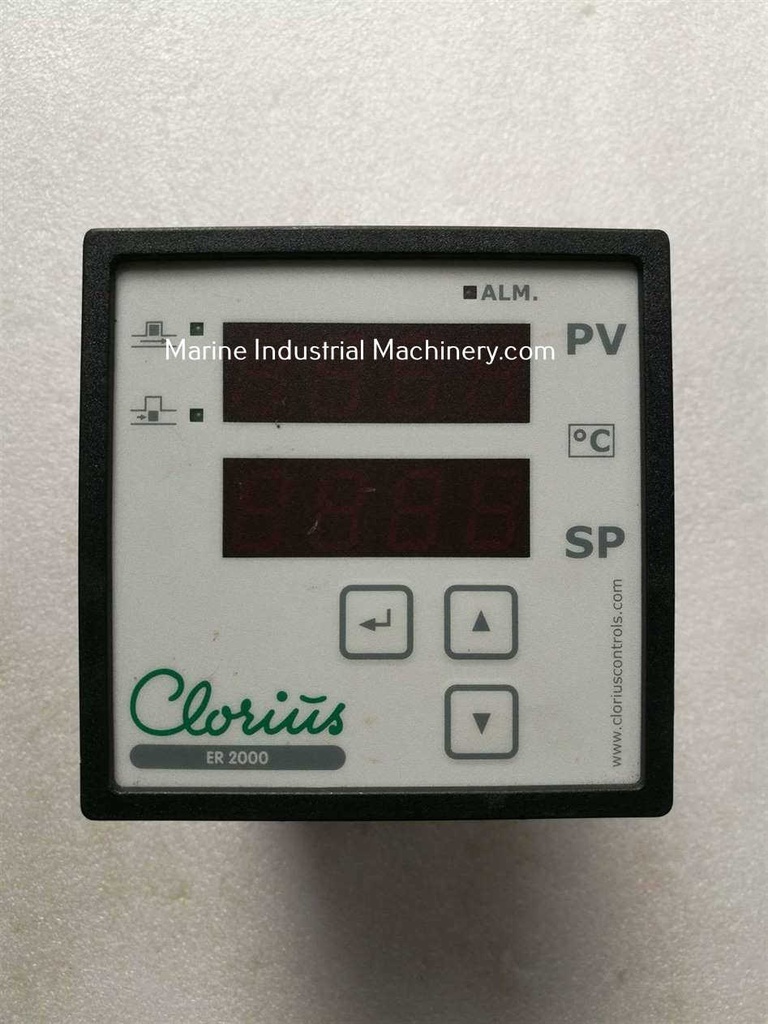 ALM.
PV
Marine Industrial Machinery.com
°C
SP
www.cloriuscontrols.com
Clorius
ER 2000